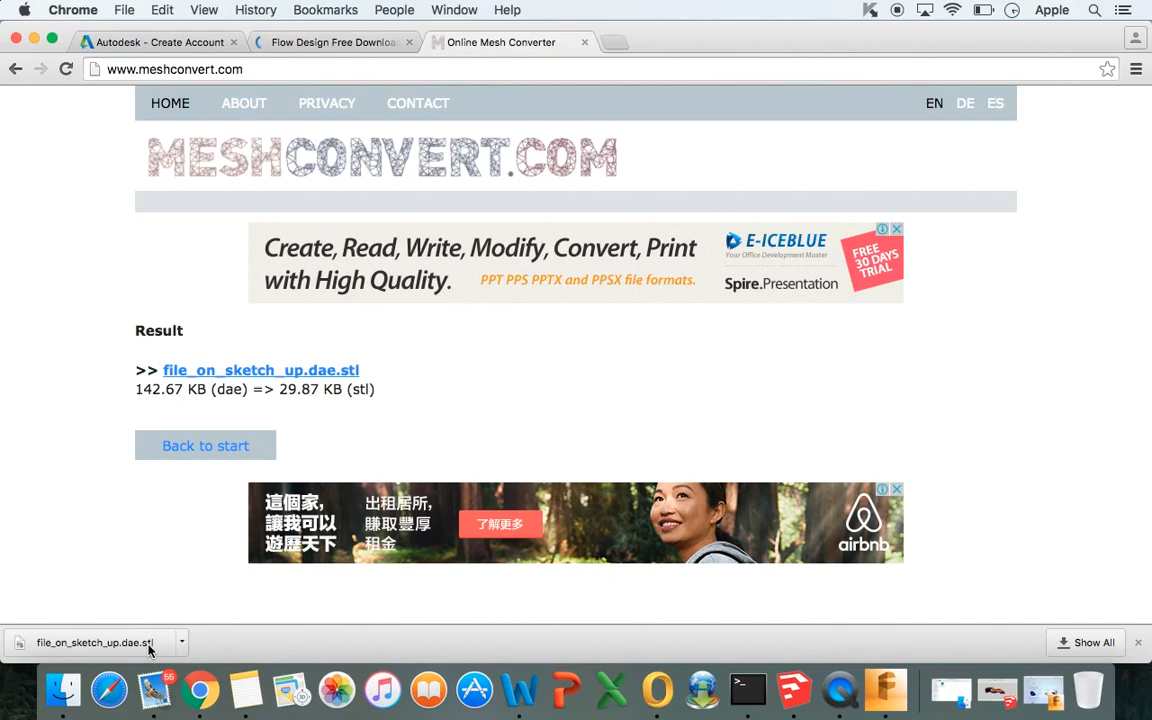 Chrome File Edit View History Bookmarks People Window Help Apple
Autodesk - Create Account
Flow Design Free Downloa
Online Mesh Converter
www.meshconvert.com
HOME ABOUT PRIVACY CONTACT EN DE ES
MESHCONVERT.COM
Create, Read, Write, Modify, Convert, Print
with High Quality.
PPT PPS PPTX and PPSX file formats.
E-ICEBLUE
Your Office Development Master
Spire.Presentation
FREE
30 DAYS
TRIAL
Result
>> file_on_sketch_up.dae.stl
142.67 KB (dae) => 29.87 KB (stl)
Back to start
這個家,
讓我可以
遊歷天下
出租居所,
賺取豐厚
租金
了解更多
airbnb
file_on_sketch_up.dae.stl
Show All
55